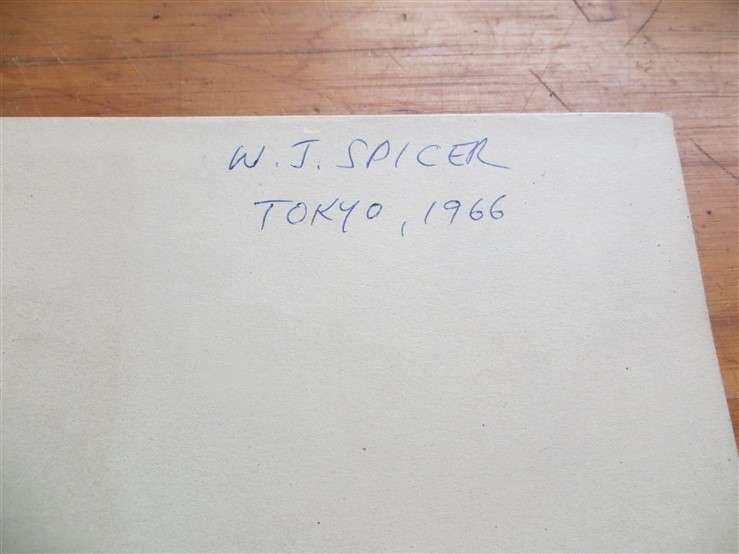 W. J. SPICER
TOKYO, 1966